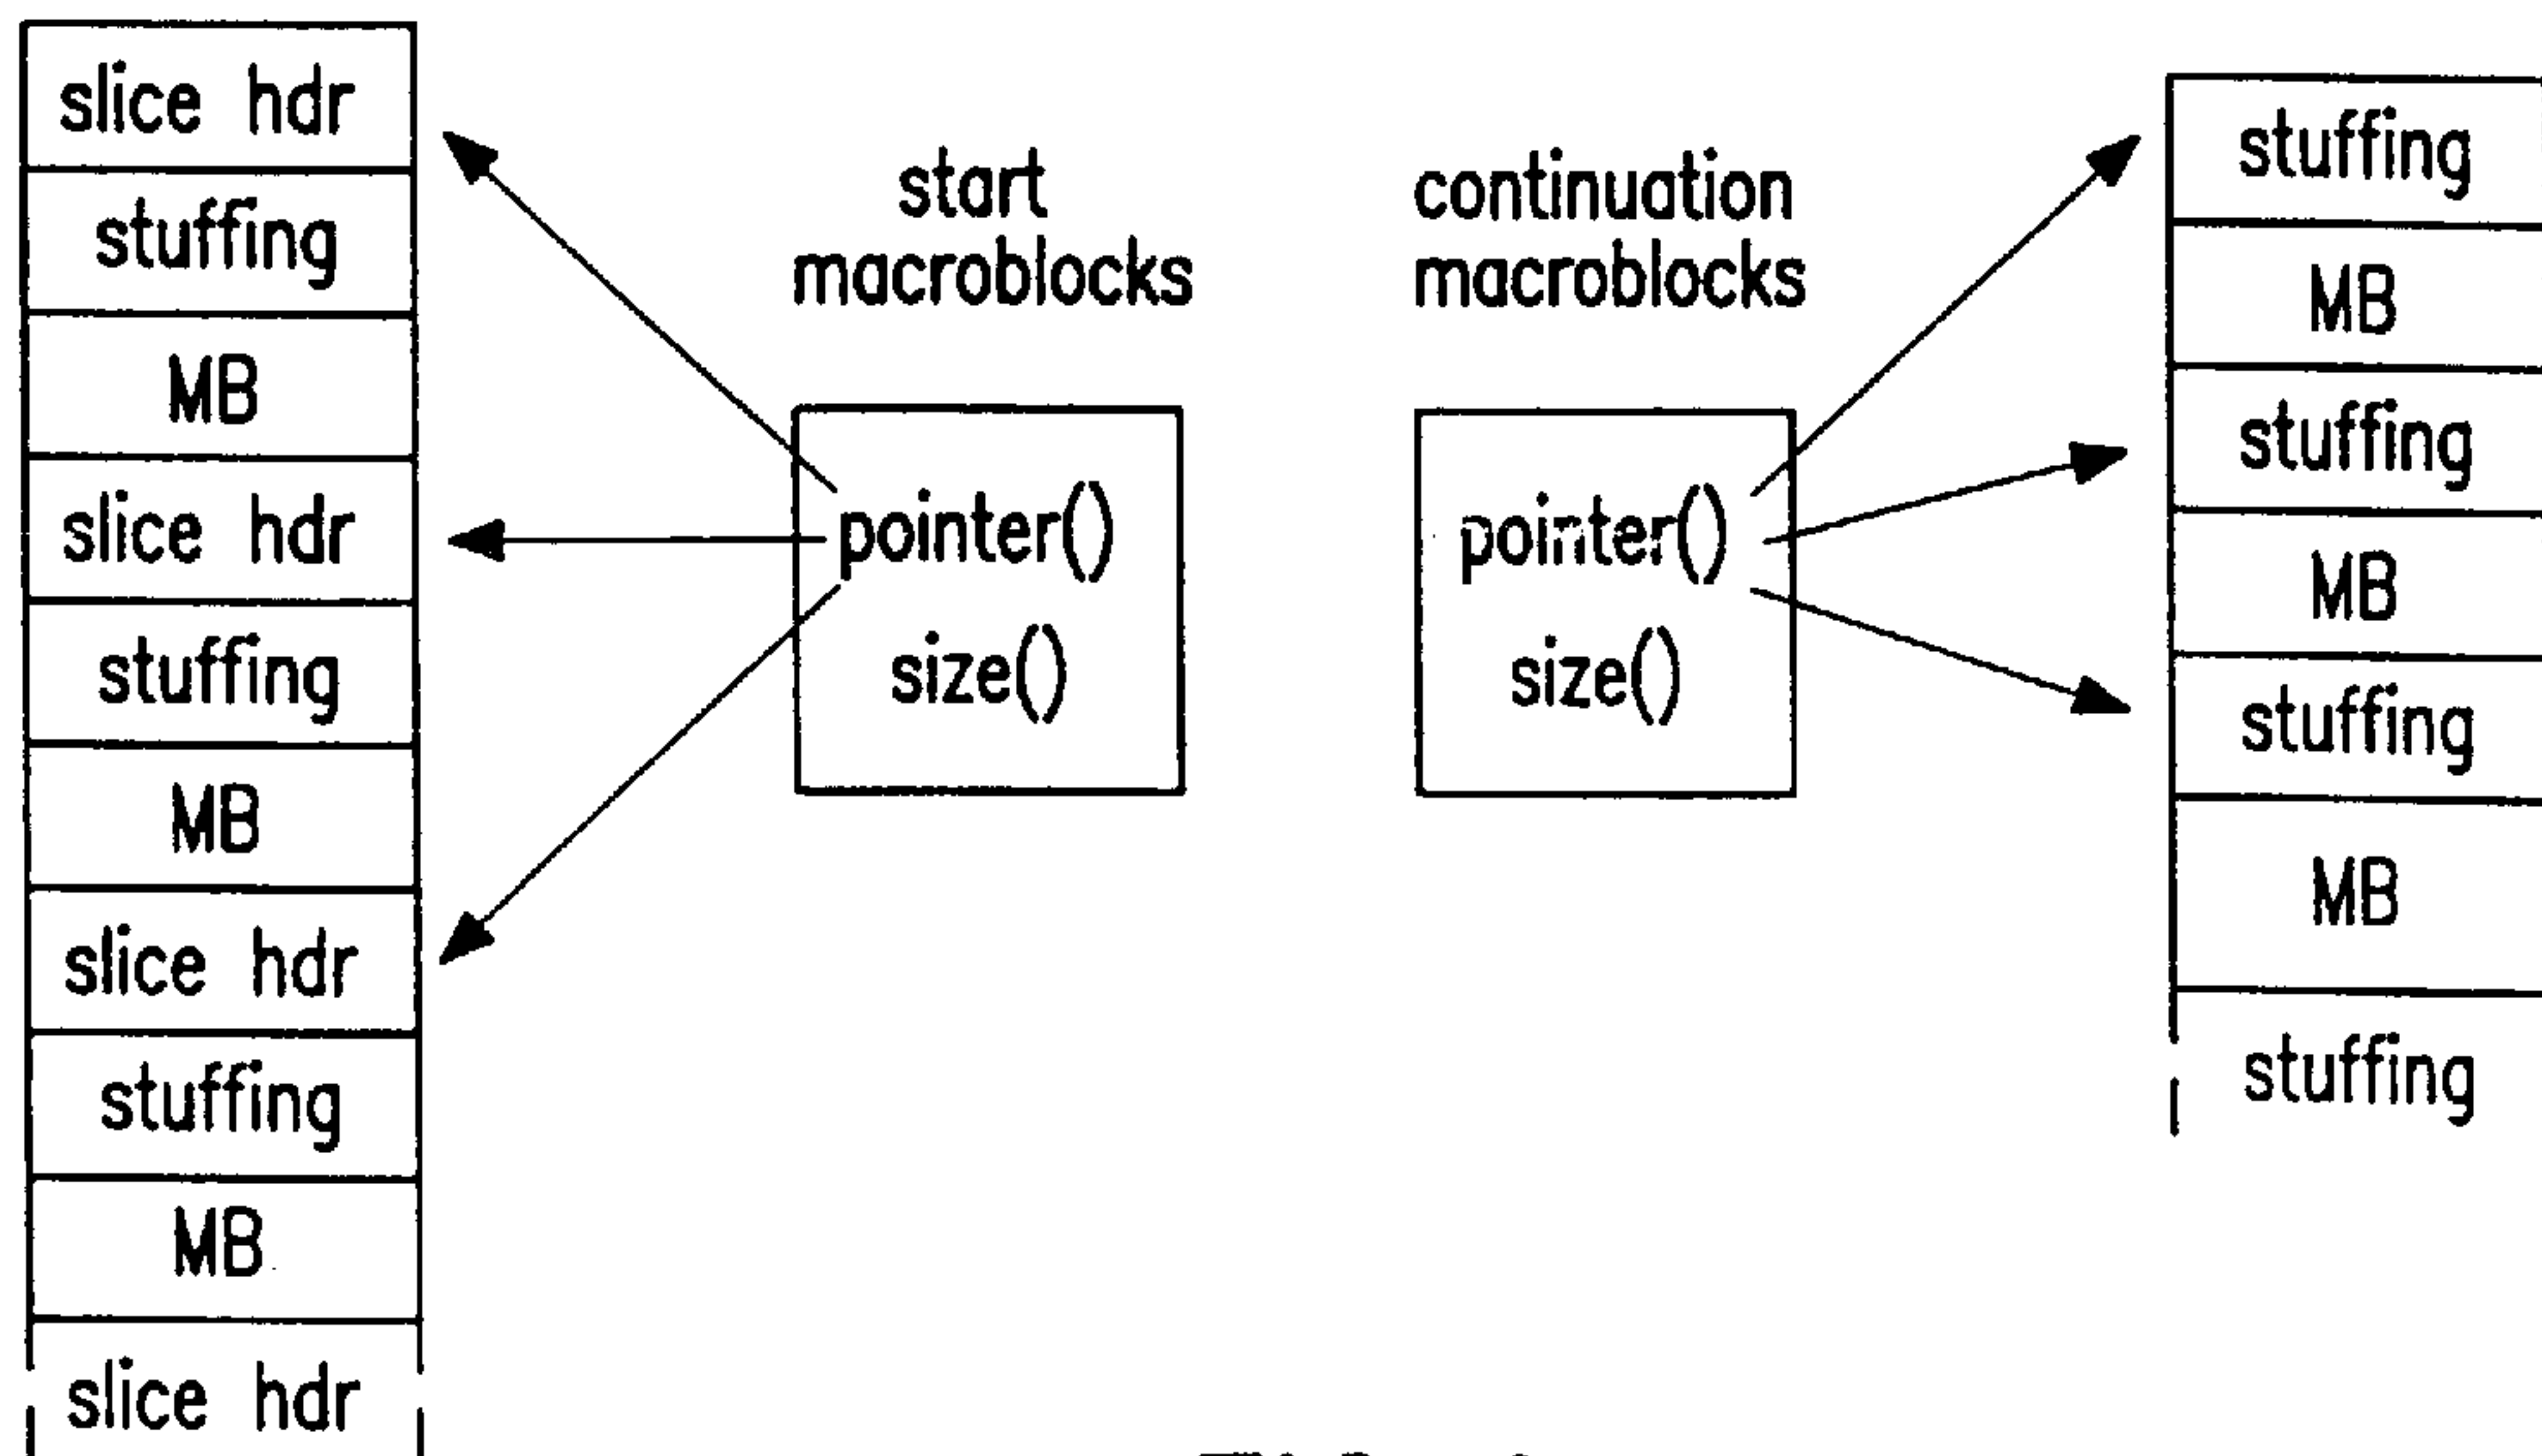 slice hdr
stuffing
MB
slice hdr
stuffing
MB
slice hdr
stuffing
MB
slice hdr
start
macroblocks
pointer()
size()
continuation
macroblocks
pointer()
size()
stuffing
MB
stuffing
MB
stuffing
MB
stuffing